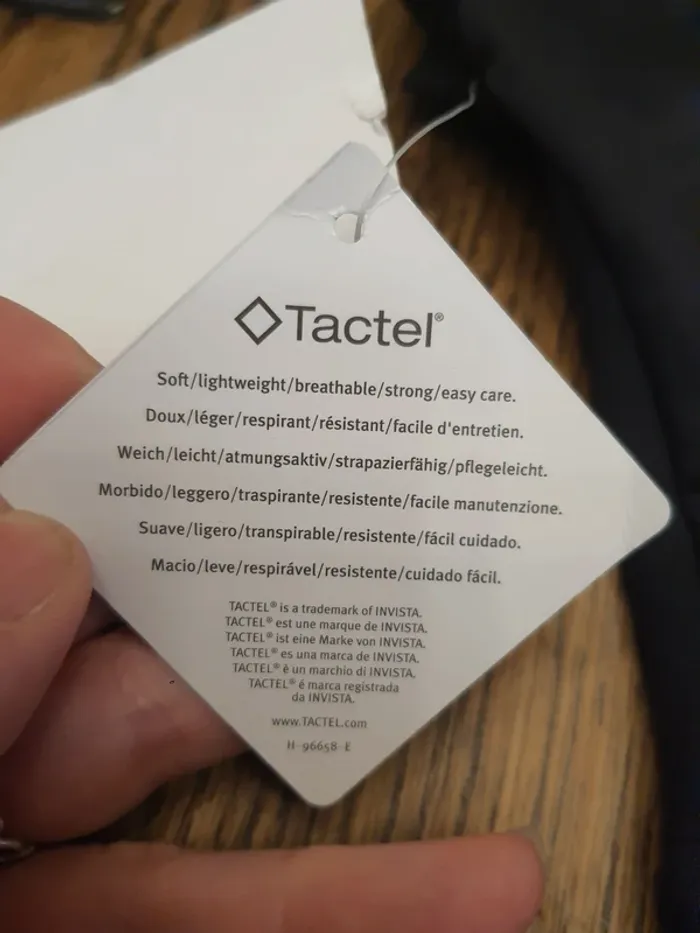 Tactel®
Soft/lightweight/breathable/strong/easy care.
Doux/léger/respirant/résistant/facile d'entretien.
Weich/leicht/atmungsaktiv/strapazierfähig/pflegeleicht.
Morbido/leggero/traspirante/resistente/facile manutenzione.
Suave/ligero/transpirable/resistente/fácil cuidado.
Macio/leve/respirável/resistente/cuidado fácil.
TACTEL® is a trademark of INVISTA.
TACTEL® est une marque de INVISTA.
TACTEL® ist eine Marke von INVISTA.
TACTEL® es una marca de INVISTA.
TACTEL® è un marchio di INVISTA.
TACTEL® é marca registrada
da INVISTA.
www.TACTEL.com
H-96658-E